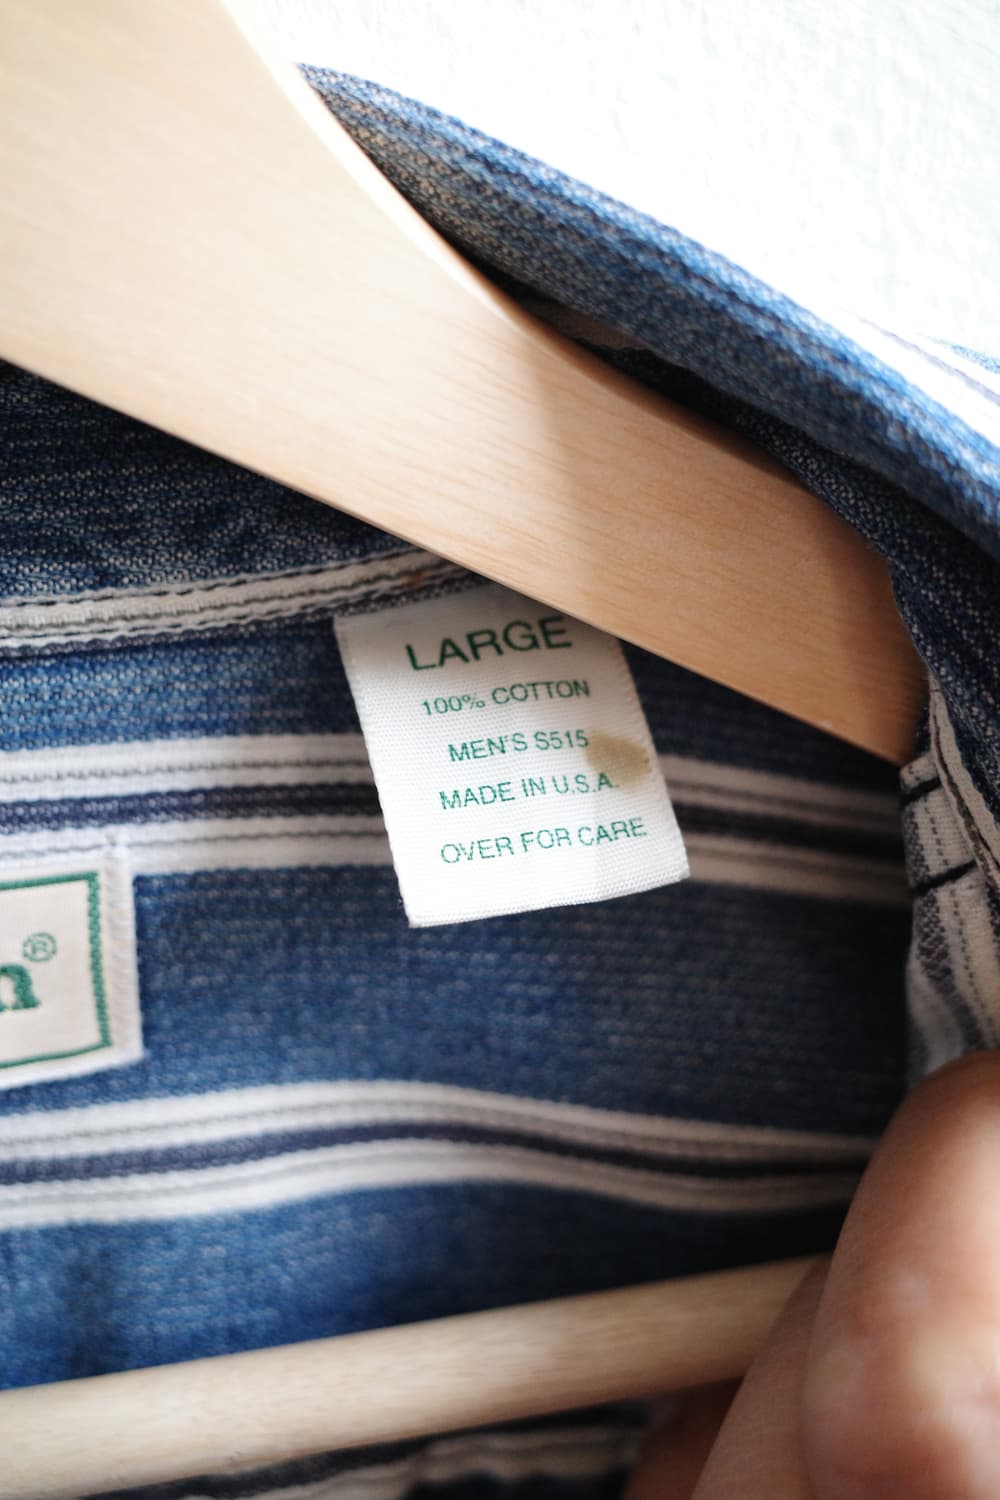 LARGE
100% COTTON
MEN'S S515
MADE IN U.S.A.
OVER FOR CARE
n®